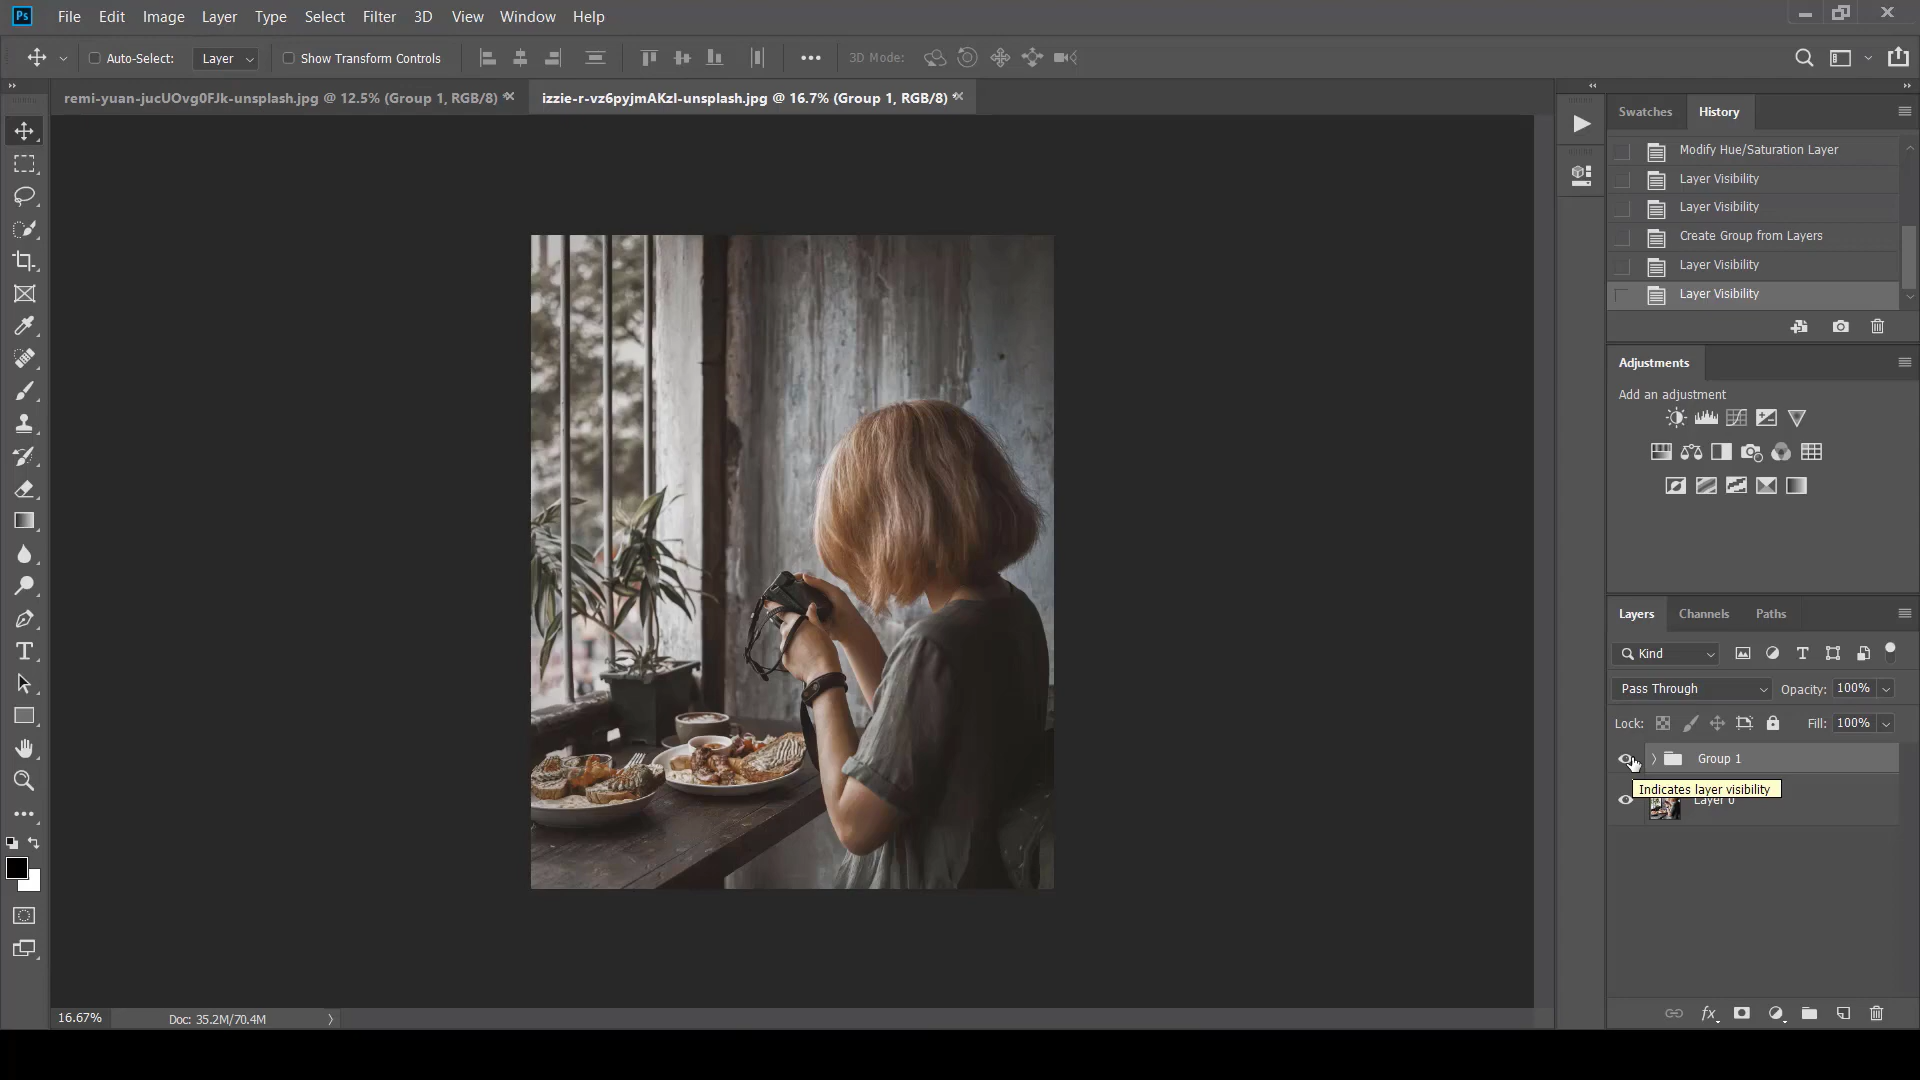 Ps File Edit Image Layer Type Select Filter 3D View Window Help
Auto-Select: Layer Show Transform Controls 3D Mode:
remi-yuan-jucUOvg0FJk-unsplash.jpg @ 12.5% (Group 1, RGB/8) * izzie-r-vz6pyjmAKzI-unsplash.jpg @ 16.7% (Group 1, RGB/8) *
Swatches History
Modify Hue/Saturation Layer
Layer Visibility
Layer Visibility
Create Group from Layers
Layer Visibility
Layer Visibility
Adjustments
Add an adjustment
Layers Channels Paths
Kind
Pass Through Opacity: 100%
Lock: Fill: 100%
Group 1
Indicates layer visibility
Layer 0
fx
16.67% Doc: 35.2M/70.4M